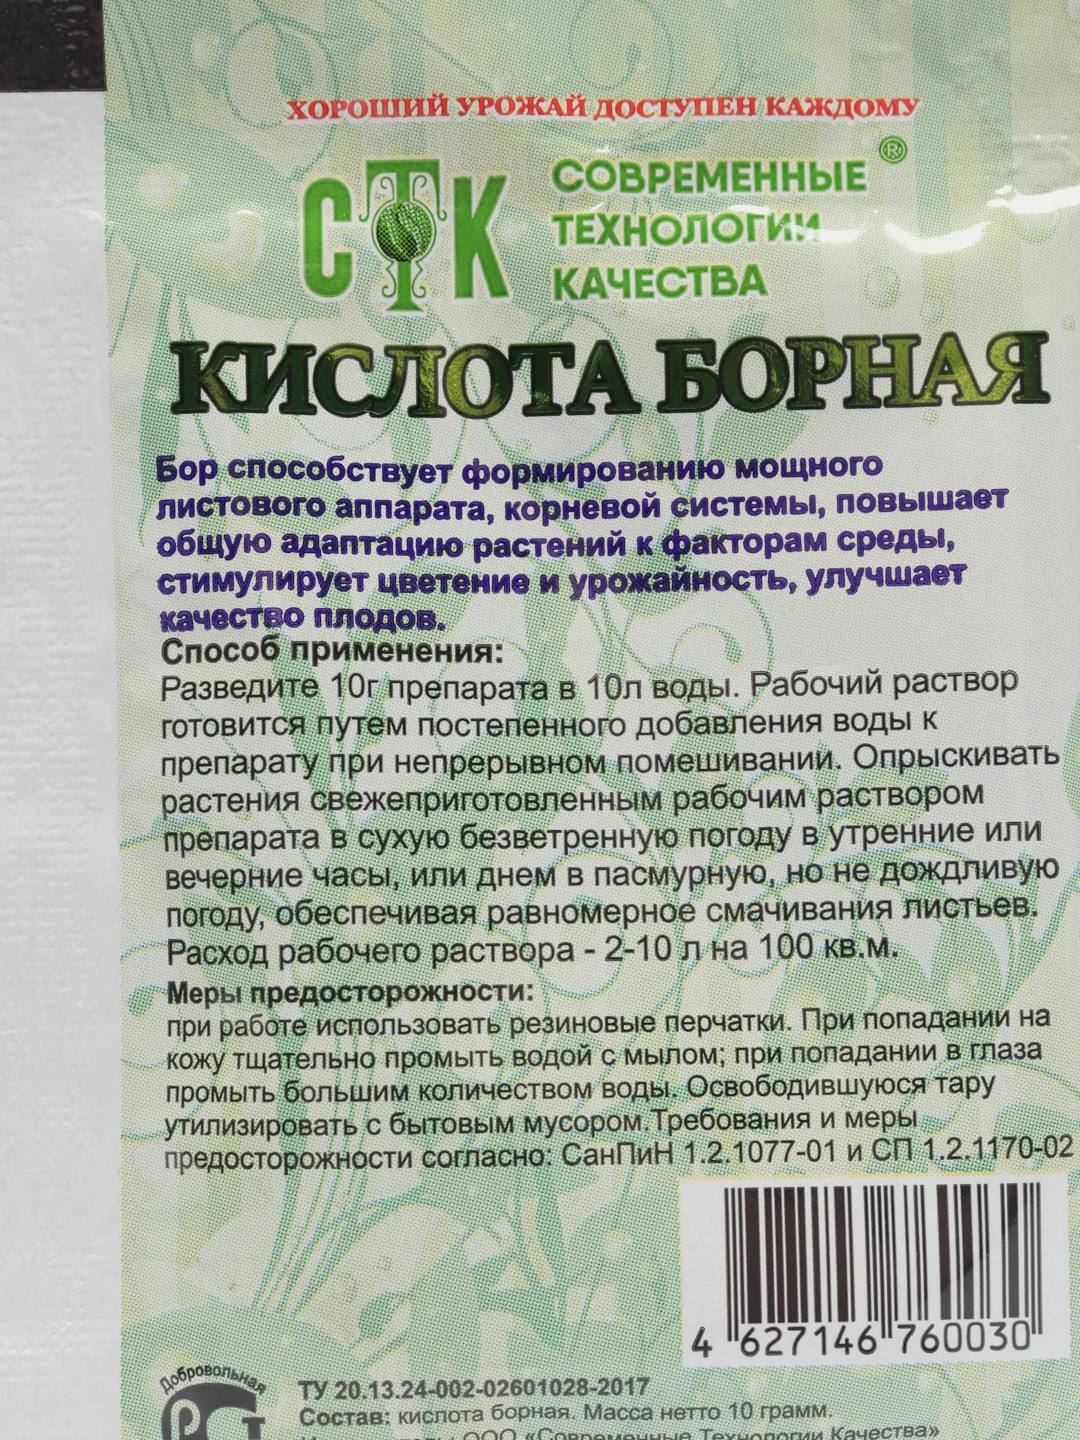 ХОРОШИЙ УРОЖАЙ ДОСТУПЕН КАЖДОМУ
СТК
СОВРЕМЕННЫЕ ®
ТЕХНОЛОГИИ
КАЧЕСТВА
КИСЛОТА БОРНАЯ
Бор способствует формированию мощного
листового аппарата, корневой системы, повышает
общую адаптацию растений к факторам среды,
стимулирует цветение и урожайность, улучшает
качество плодов.
Способ применения:
Разведите 10г препарата в 10л воды. Рабочий раствор
готовится путем постепенного добавления воды к
препарату при непрерывном помешивании. Опрыскивать
растения свежеприготовленным рабочим раствором
препарата в сухую безветренную погоду в утренние или
вечерние часы, или днем в пасмурную, но не дождливую
погоду, обеспечивая равномерное смачивания листьев.
Расход рабочего раствора - 2-10 л на 100 кв.м.
Меры предосторожности:
при работе использовать резиновые перчатки. При попадании на
кожу тщательно промыть водой с мылом; при попадании в глаза
промыть большим количеством воды. Освободившуюся тару
утилизировать с бытовым мусором.Требования и меры
предосторожности согласно: СанПиН 1.2.1077-01 и СП 1.2.1170-02
4 627146 760030
Добровольная
ТУ 20.13.24-002-02601028-2017
Состав: кислота борная. Масса нетто 10 грамм.
ООО «Современные Технологии Качества»